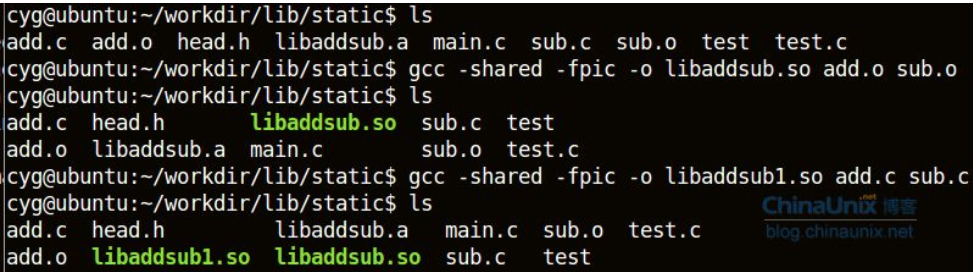 cyg@ubuntu:~/workdir/lib/static$ ls
add.c  add.o  head.h  libaddsub.a  main.c  sub.c  sub.o  test  test.c
cyg@ubuntu:~/workdir/lib/static$ gcc -shared -fpic -o libaddsub.so add.o sub.o
cyg@ubuntu:~/workdir/lib/static$ ls
add.c  head.h       libaddsub.so  sub.c  test
add.o  libaddsub.a  main.c        sub.o  test.c
cyg@ubuntu:~/workdir/lib/static$ gcc -shared -fpic -o libaddsub1.so add.c sub.c
cyg@ubuntu:~/workdir/lib/static$ ls
add.c  head.h         libaddsub.a   main.c  sub.o  test.c
add.o  libaddsub1.so  libaddsub.so  sub.c   test
ChinaUnix.net 博客
blog.chinaunix.net